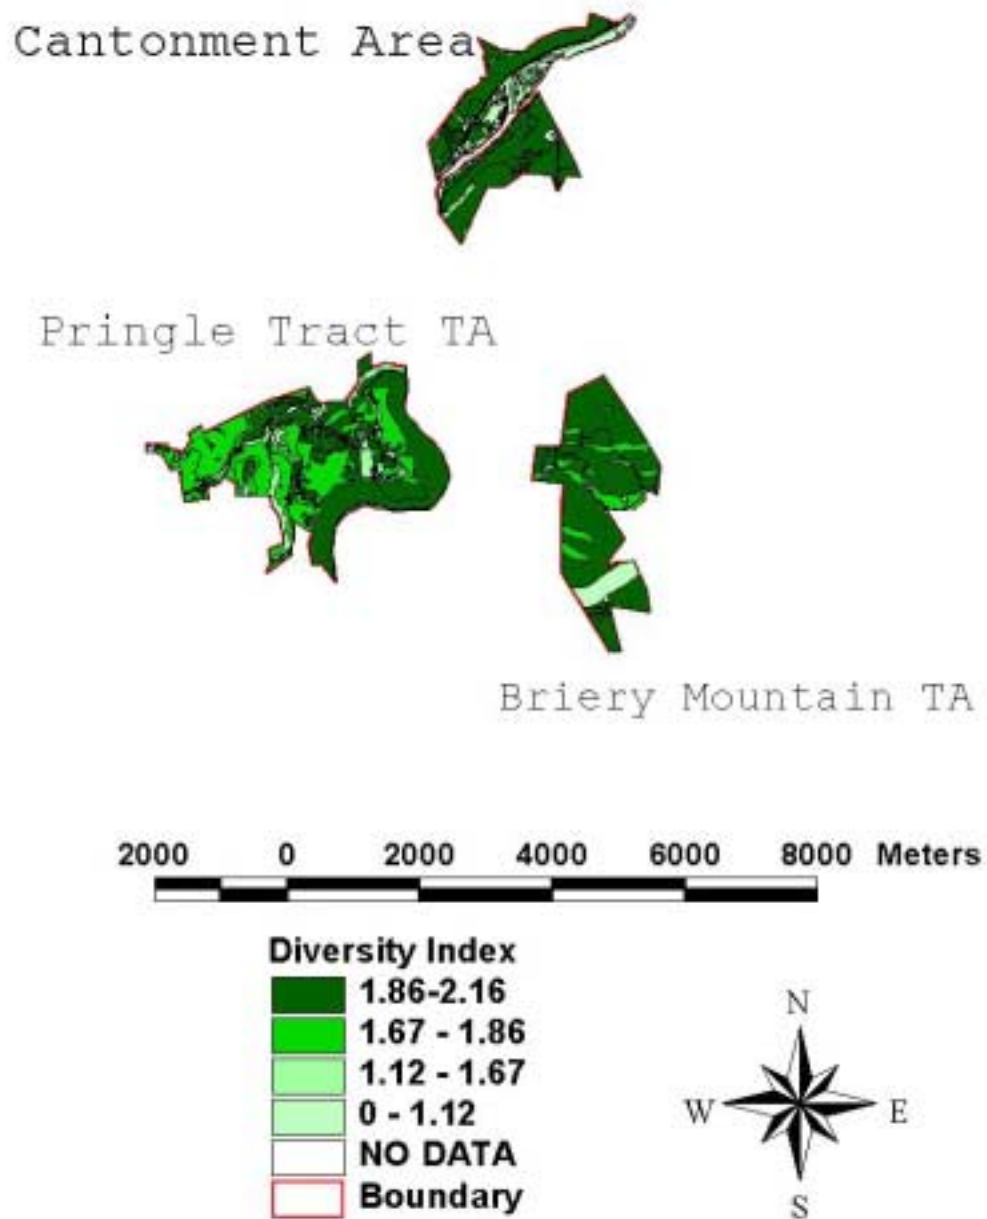 Cantonment Area
Pringle Tract TA
Briery Mountain TA
2000 0 2000 4000 6000 8000 Meters
Diversity Index
1.86-2.16
1.67 - 1.86
1.12 - 1.67
0 - 1.12
NO DATA
Boundary
N
W E
S